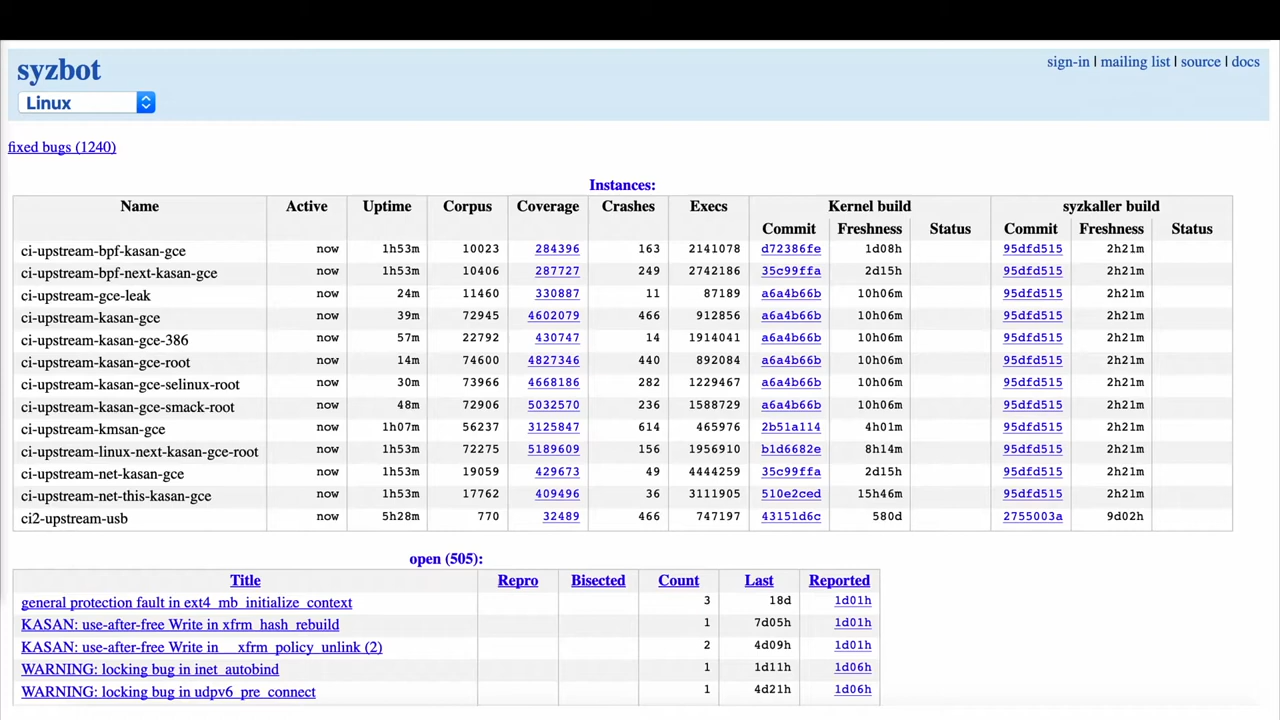 syzbot
sign-in | mailing list | source | docs
Linux
fixed bugs (1240)
Instances:
Name Active Uptime Corpus Coverage Crashes Execs Kernel build syzkaller build
Commit Freshness Status Commit Freshness Status
ci-upstream-bpf-kasan-gce now 1h53m 10023 284396 163 2141078 d72386fe 1d08h 95dfd515 2h21m
ci-upstream-bpf-next-kasan-gce now 1h53m 10406 287727 249 2742186 35c99ffa 2d15h 95dfd515 2h21m
ci-upstream-gce-leak now 24m 11460 330887 11 87189 a6a4b66b 10h06m 95dfd515 2h21m
ci-upstream-kasan-gce now 39m 72945 4602079 466 912856 a6a4b66b 10h06m 95dfd515 2h21m
ci-upstream-kasan-gce-386 now 57m 22792 430747 14 1914041 a6a4b66b 10h06m 95dfd515 2h21m
ci-upstream-kasan-gce-root now 14m 74600 4827346 440 892084 a6a4b66b 10h06m 95dfd515 2h21m
ci-upstream-kasan-gce-selinux-root now 30m 73966 4668186 282 1229467 a6a4b66b 10h06m 95dfd515 2h21m
ci-upstream-kasan-gce-smack-root now 48m 72906 5032570 236 1588729 a6a4b66b 10h06m 95dfd515 2h21m
ci-upstream-kmsan-gce now 1h07m 56237 3125847 614 465976 2b51a114 4h01m 95dfd515 2h21m
ci-upstream-linux-next-kasan-gce-root now 1h53m 72275 5189609 156 1956910 b1d6682e 8h14m 95dfd515 2h21m
ci-upstream-net-kasan-gce now 1h53m 19059 429673 49 4444259 35c99ffa 2d15h 95dfd515 2h21m
ci-upstream-net-this-kasan-gce now 1h53m 17762 409496 36 3111905 510e2ced 15h46m 95dfd515 2h21m
ci2-upstream-usb now 5h28m 770 32489 466 747197 43151d6c 580d 2755003a 9d02h
open (505):
Title Repro Bisected Count Last Reported
general protection fault in ext4_mb_initialize_context 3 18d 1d01h
KASAN: use-after-free Write in xfrm_hash_rebuild 1 7d05h 1d01h
KASAN: use-after-free Write in __xfrm_policy_unlink (2) 2 4d09h 1d01h
WARNING: locking bug in inet_autobind 1 1d11h 1d06h
WARNING: locking bug in udpv6_pre_connect 1 4d21h 1d06h